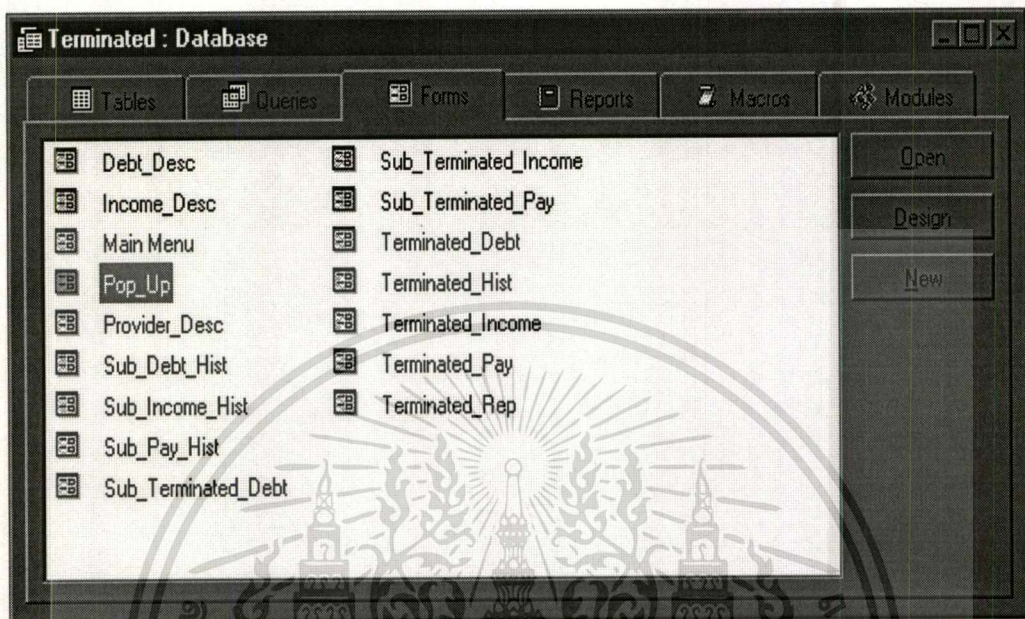 Terminated : Database
Tables Queries Forms Reports Macros Modules
Debt_Desc
Income_Desc
Main Menu
Pop_Up
Provider_Desc
Sub_Debt_Hist
Sub_Income_Hist
Sub_Pay_Hist
Sub_Terminated_Debt
Sub_Terminated_Income
Sub_Terminated_Pay
Terminated_Debt
Terminated_Hist
Terminated_Income
Terminated_Pay
Terminated_Rep
Open
Design
New